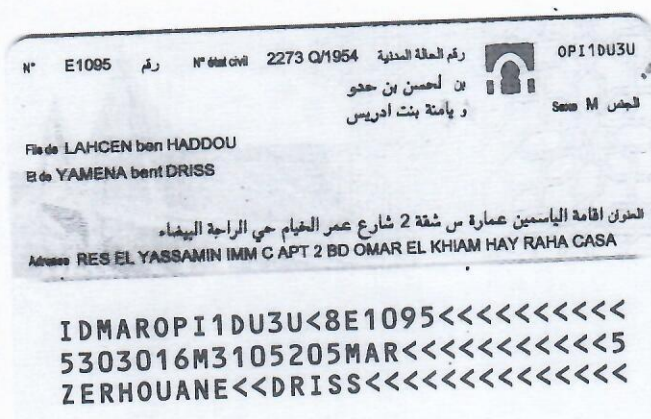 N° E1095 رقم N° état civil 2273 Q/1954 رقم الحالة المدنية OPI1DU3U
بن لحسن بن حدو
Sexe M الجنس
و يامنة بنت ادريس
Fils de LAHCEN ben HADDOU
Et de YAMENA bent DRISS
العنوان اقامة الياسمين عمارة س شقة 2 شارع عمر الخيام حي الراحة البيضاء
Adresse RES EL YASSAMIN IMM C APT 2 BD OMAR EL KHIAM HAY RAHA CASA
IDMAROPI1DU3U<8E1095<<<<<<<<<<
5303016M3105205MAR<<<<<<<<<<<5
ZERHOUANE<<DRISS<<<<<<<<<<<<<<